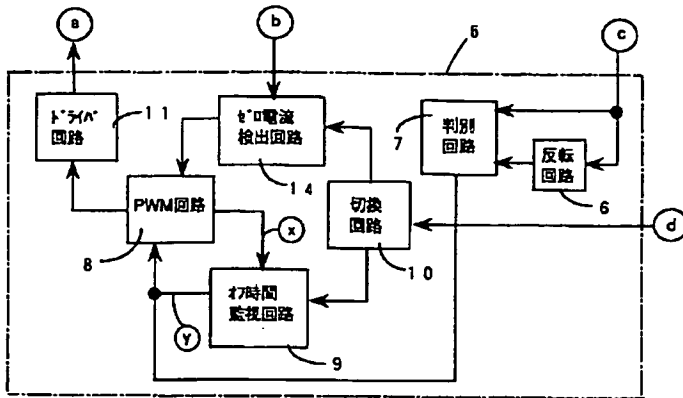 a
b
5
c
ドライバ
回路
11
ゼロ電流
検出回路
14
7
判別
回路
反転
回路
6
PWM回路
8
x
切換
回路
10
d
オフ時間
監視回路
9
y